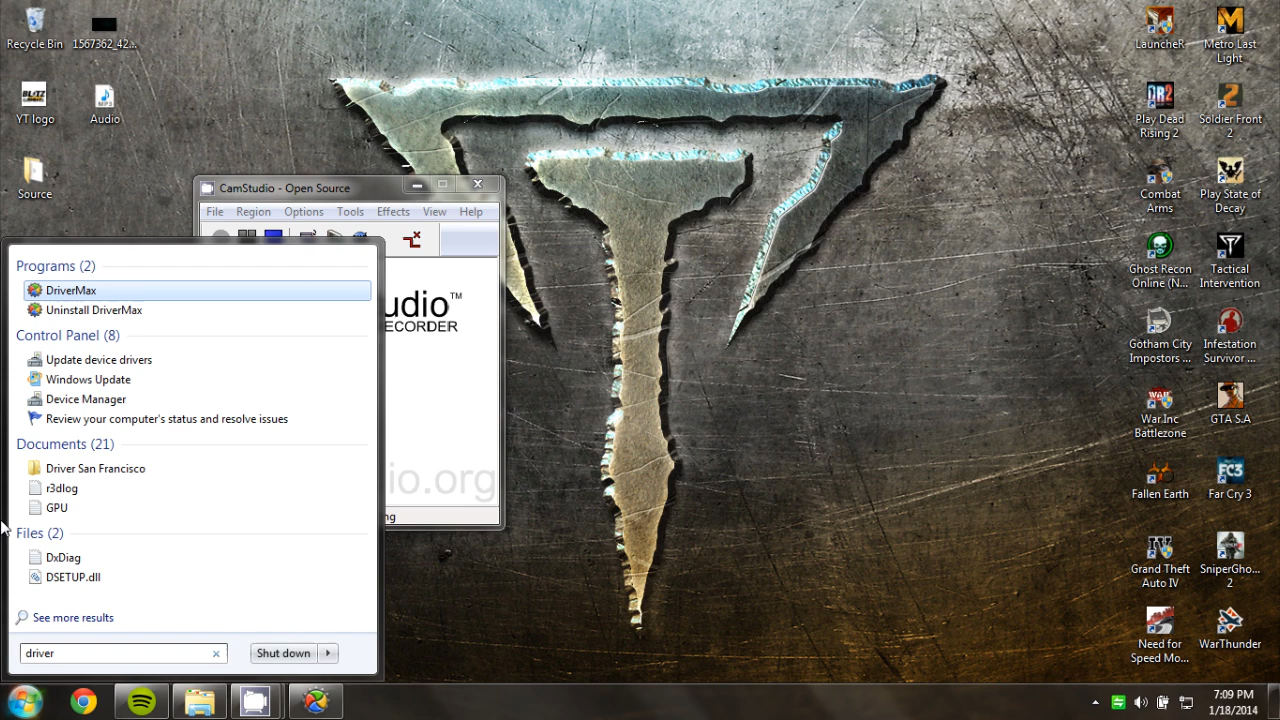 Recycle Bin
1567362_42...
YT logo
Audio
Source
LauncheR
Metro Last
Light
Play Dead
Rising 2
Soldier Front
2
Combat
Arms
Play State of
Decay
Ghost Recon
Online (N...
Tactical
Intervention
Gotham City
Impostors ...
Infestation
Survivor ...
War Inc
Battlezone
GTA S.A
Fallen Earth
Far Cry 3
Grand Theft
Auto IV
SniperGho...
2
Need for
Speed Mo...
WarThunder
CamStudio - Open Source
File Region Options Tools Effects View Help
udio™
ECORDER
io.org
ng
Programs (2)
DriverMax
Uninstall DriverMax
Control Panel (8)
Update device drivers
Windows Update
Device Manager
Review your computer's status and resolve issues
Documents (21)
Driver San Francisco
r3dlog
GPU
Files (2)
DxDiag
DSETUP.dll
See more results
driver
Shut down
7:09 PM
1/18/2014